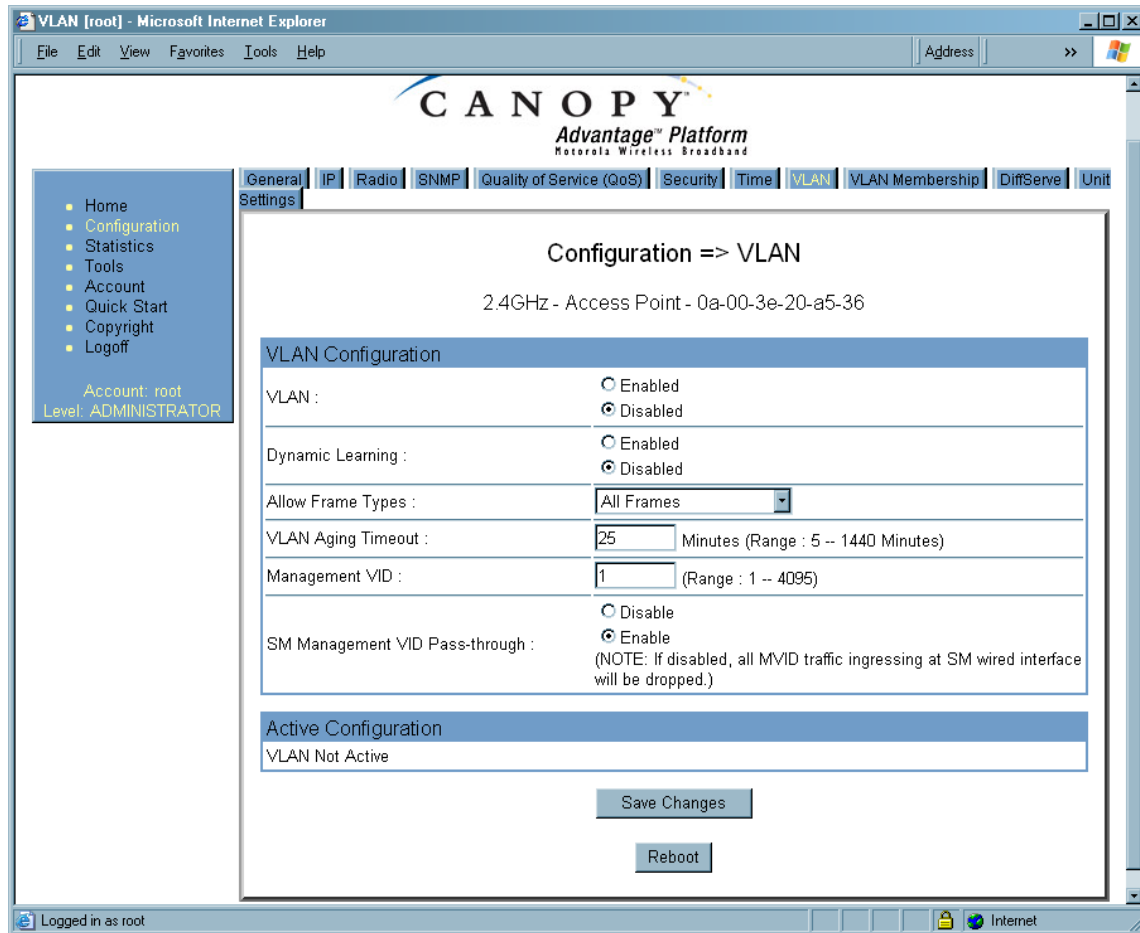 VLAN [root] - Microsoft Internet Explorer
File Edit View Favorites Tools Help Address »
CANOPY™
Advantage™ Platform
Motorola Wireless Broadband
General IP Radio SNMP Quality of Service (QoS) Security Time VLAN VLAN Membership DiffServe Unit
Settings
Home
Configuration
Statistics
Tools
Account
Quick Start
Copyright
Logoff
Account: root
Level: ADMINISTRATOR
Configuration => VLAN
2.4GHz - Access Point - 0a-00-3e-20-a5-36
VLAN Configuration
VLAN :
Enabled
Disabled
Dynamic Learning :
Enabled
Disabled
Allow Frame Types : All Frames
VLAN Aging Timeout : 25 Minutes (Range : 5 -- 1440 Minutes)
Management VID : 1 (Range : 1 -- 4095)
SM Management VID Pass-through :
Disable
Enable
(NOTE: If disabled, all MVID traffic ingressing at SM wired interface
will be dropped.)
Active Configuration
VLAN Not Active
Save Changes
Reboot
Logged in as root Internet